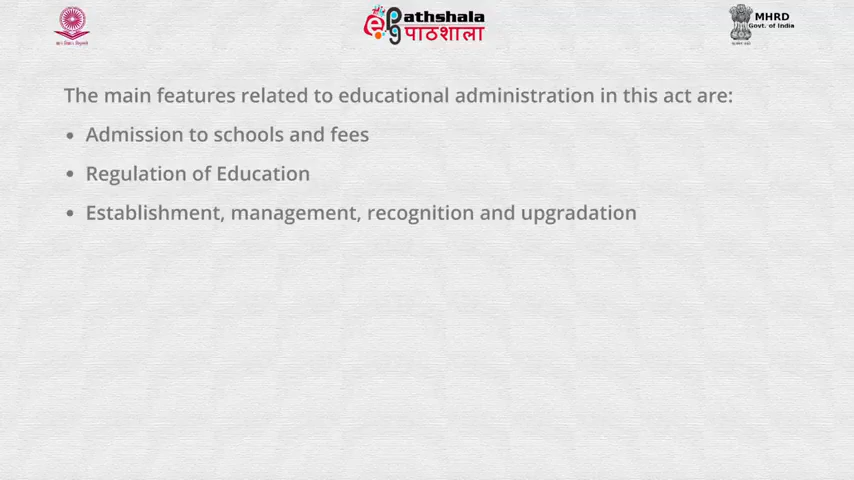 ePathshala
पाठशाला
MHRD
Govt. of India
The main features related to educational administration in this act are:
• Admission to schools and fees
• Regulation of Education
• Establishment, management, recognition and upgradation